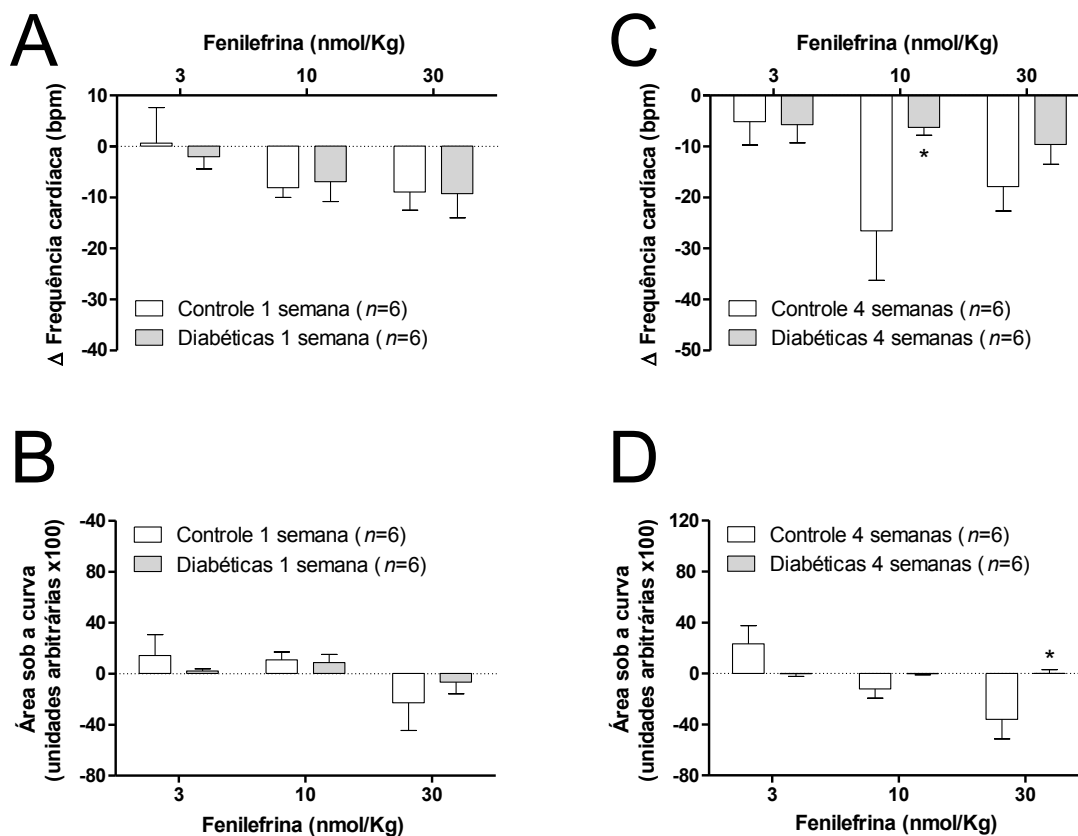 A
Fenilefrina (nmol/Kg)
3 10 30
Δ Frequência cardíaca (bpm)
10
0
-10
-20
-30
-40
Controle 1 semana (n=6)
Diabéticas 1 semana (n=6)
C
Fenilefrina (nmol/Kg)
3 10 30
Δ Frequência cardíaca (bpm)
0
-10
-20
-30
-40
-50
*
Controle 4 semanas (n=6)
Diabéticas 4 semanas (n=6)
B
Área sob a curva
(unidades arbitrárias x100)
-40
80
40
0
-40
-80
Controle 1 semana (n=6)
Diabéticas 1 semana (n=6)
3 10 30
Fenilefrina (nmol/Kg)
D
Área sob a curva
(unidades arbitrárias x100)
120
80
40
0
-40
-80
Controle 4 semanas (n=6)
Diabéticas 4 semanas (n=6)
*
3 10 30
Fenilefrina (nmol/Kg)